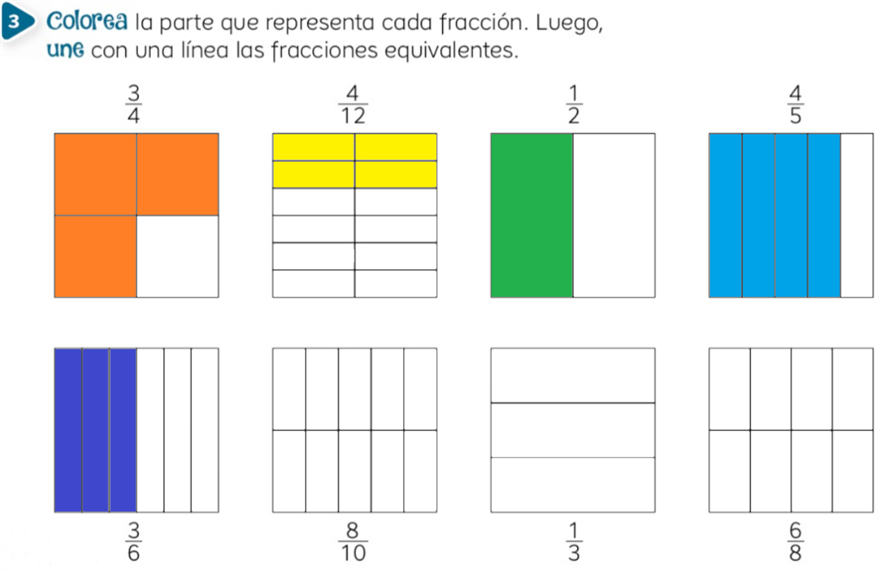 3 Colorea la parte que representa cada fracción. Luego,
une con una línea las fracciones equivalentes.
3/4 4/12 1/2 4/5
3/6 8/10 1/3 6/8